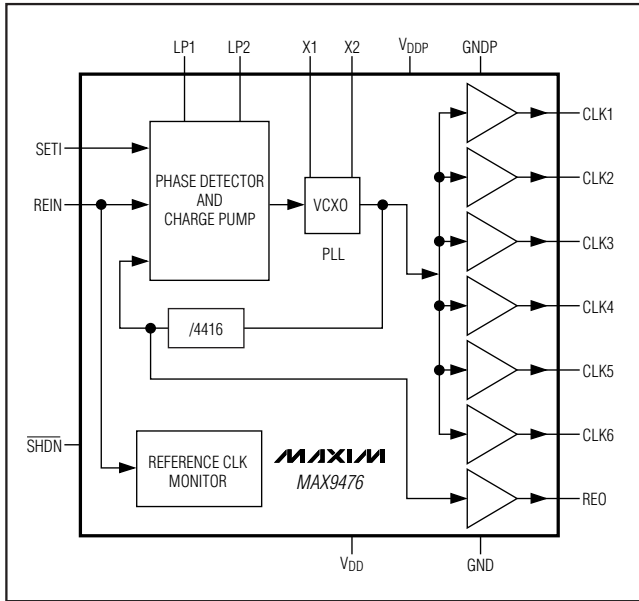 LP1 LP2 X1 X2 VDDP GNDP
CLK1
SETI
PHASE DETECTOR
AND
CHARGE PUMP
CLK2
REIN
VCXO
CLK3
PLL
CLK4
/4416
CLK5
SHDN
REFERENCE CLK
MONITOR
MAXIM
MAX9476
CLK6
REO
VDD
GND